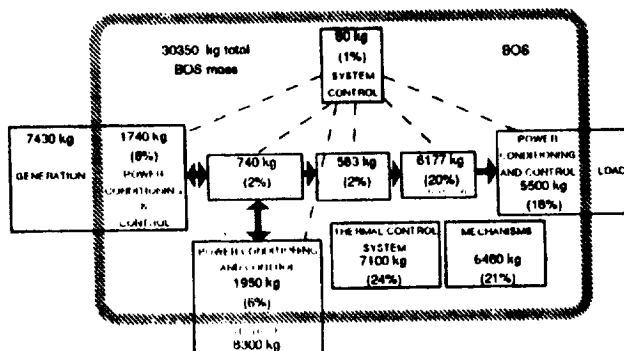 30350 kg total
BOS mass
80 kg
(1%)
SYSTEM
CONTROL
BOS
7430 kg
GENERATION
1740 kg
(6%)
POWER
CONDITIONING
&
CONTROL
740 kg
(2%)
583 kg
(2%)
6177 kg
(20%)
POWER
CONDITIONING
AND CONTROL
5500 kg
(18%)
LOAD
POWER CONDITIONING
AND CONTROL
1950 kg
(6%)
8300 kg
THERMAL CONTROL
SYSTEM
7100 kg
(24%)
MECHANISMS
6480 kg
(21%)